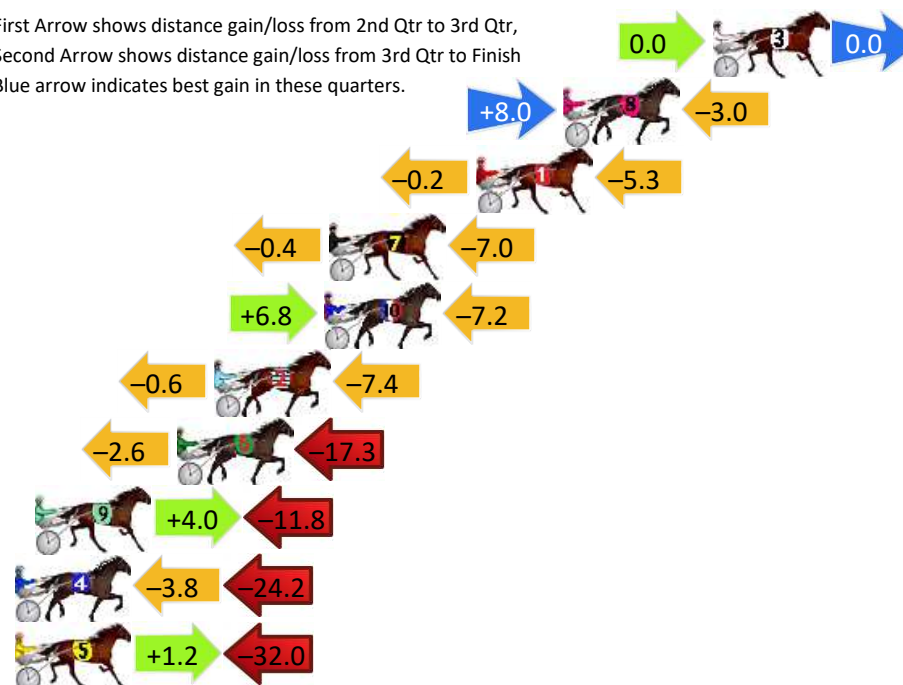 First Arrow shows distance gain/loss from 2nd Qtr to 3rd Qtr,
Second Arrow shows distance gain/loss from 3rd Qtr to Finish
Blue arrow indicates best gain in these quarters.
0.0 3 0.0
+8.0 8 –3.0
–0.2 1 –5.3
–0.4 7 –7.0
+6.8 10 –7.2
–0.6 2 –7.4
–2.6 6 –17.3
9 +4.0 –11.8
4 –3.8 –24.2
5 +1.2 –32.0